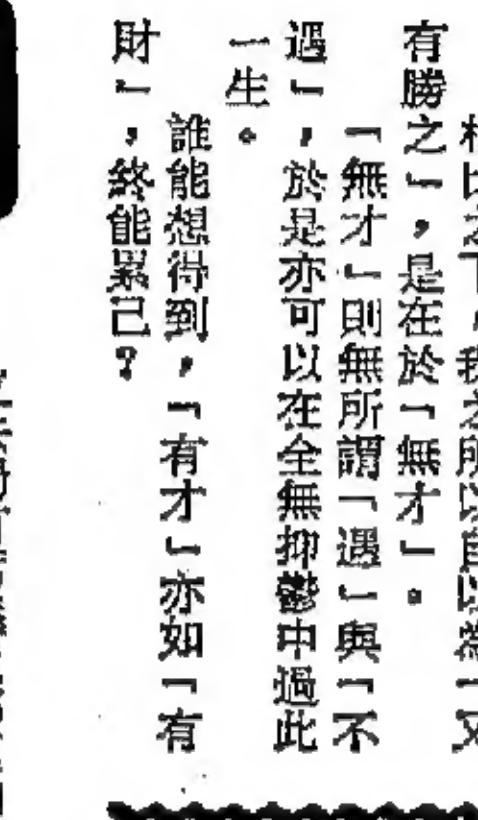 相比之下，我之所以自以為「又
有勝之」，是在於「無才」。
「無才」則無所謂「遇」與「不
遇」，於是亦可以在全無抑鬱中過此
一生。
誰能想得到，「有才」亦如「有
財」，終能累己？